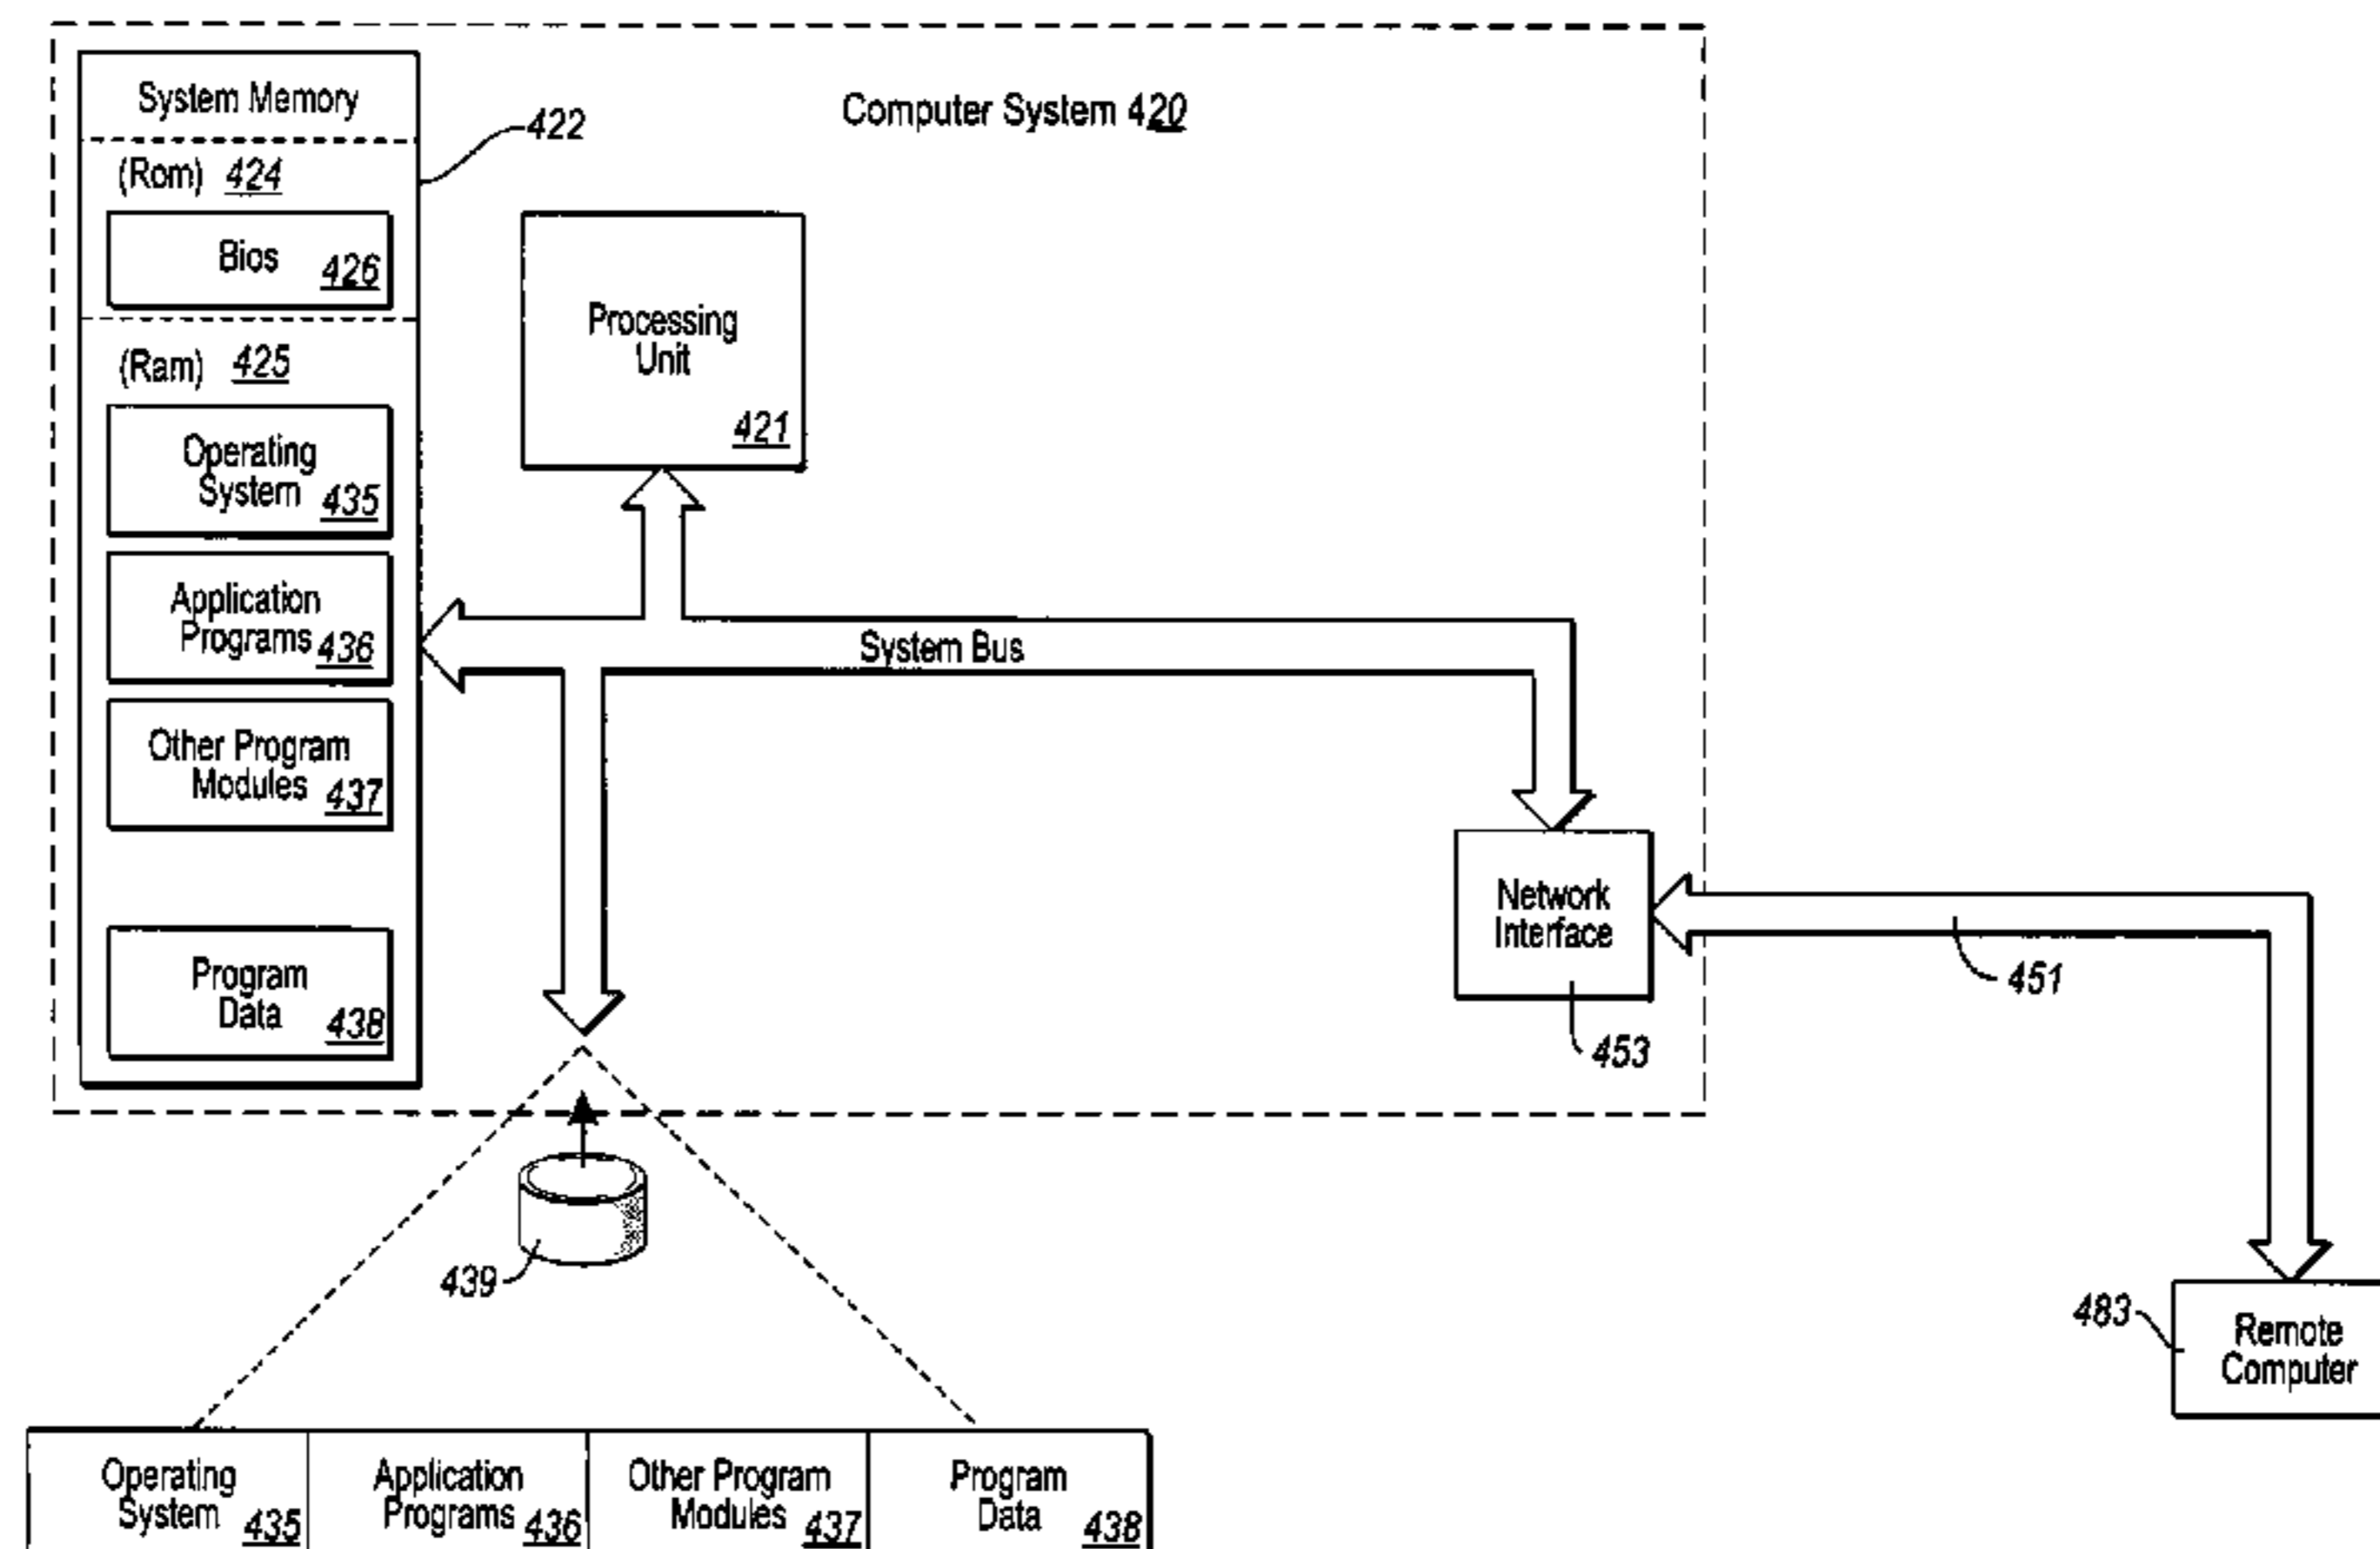 System Memory
(Rom) 424
Bios 426
(Ram) 425
Operating
System 435
Application
Programs 436
Other Program
Modules 437
Program
Data 438
422
Computer System 420
Processing
Unit
421
System Bus
Network
Interface
453
451
439
483
Remote
Computer
Operating
System 435
Application
Programs 436
Other Program
Modules 437
Program
Data 438